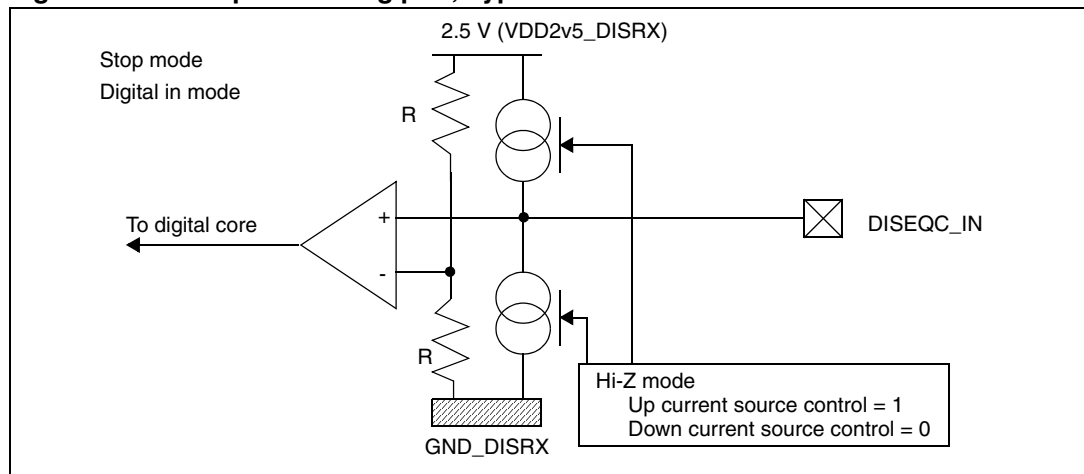 2.5 V (VDD2v5_DISRX)
Stop mode
Digital in mode
R
+
To digital core
DISEQC_IN
-
R
Hi-Z mode
Up current source control = 1
Down current source control = 0
GND_DISRX